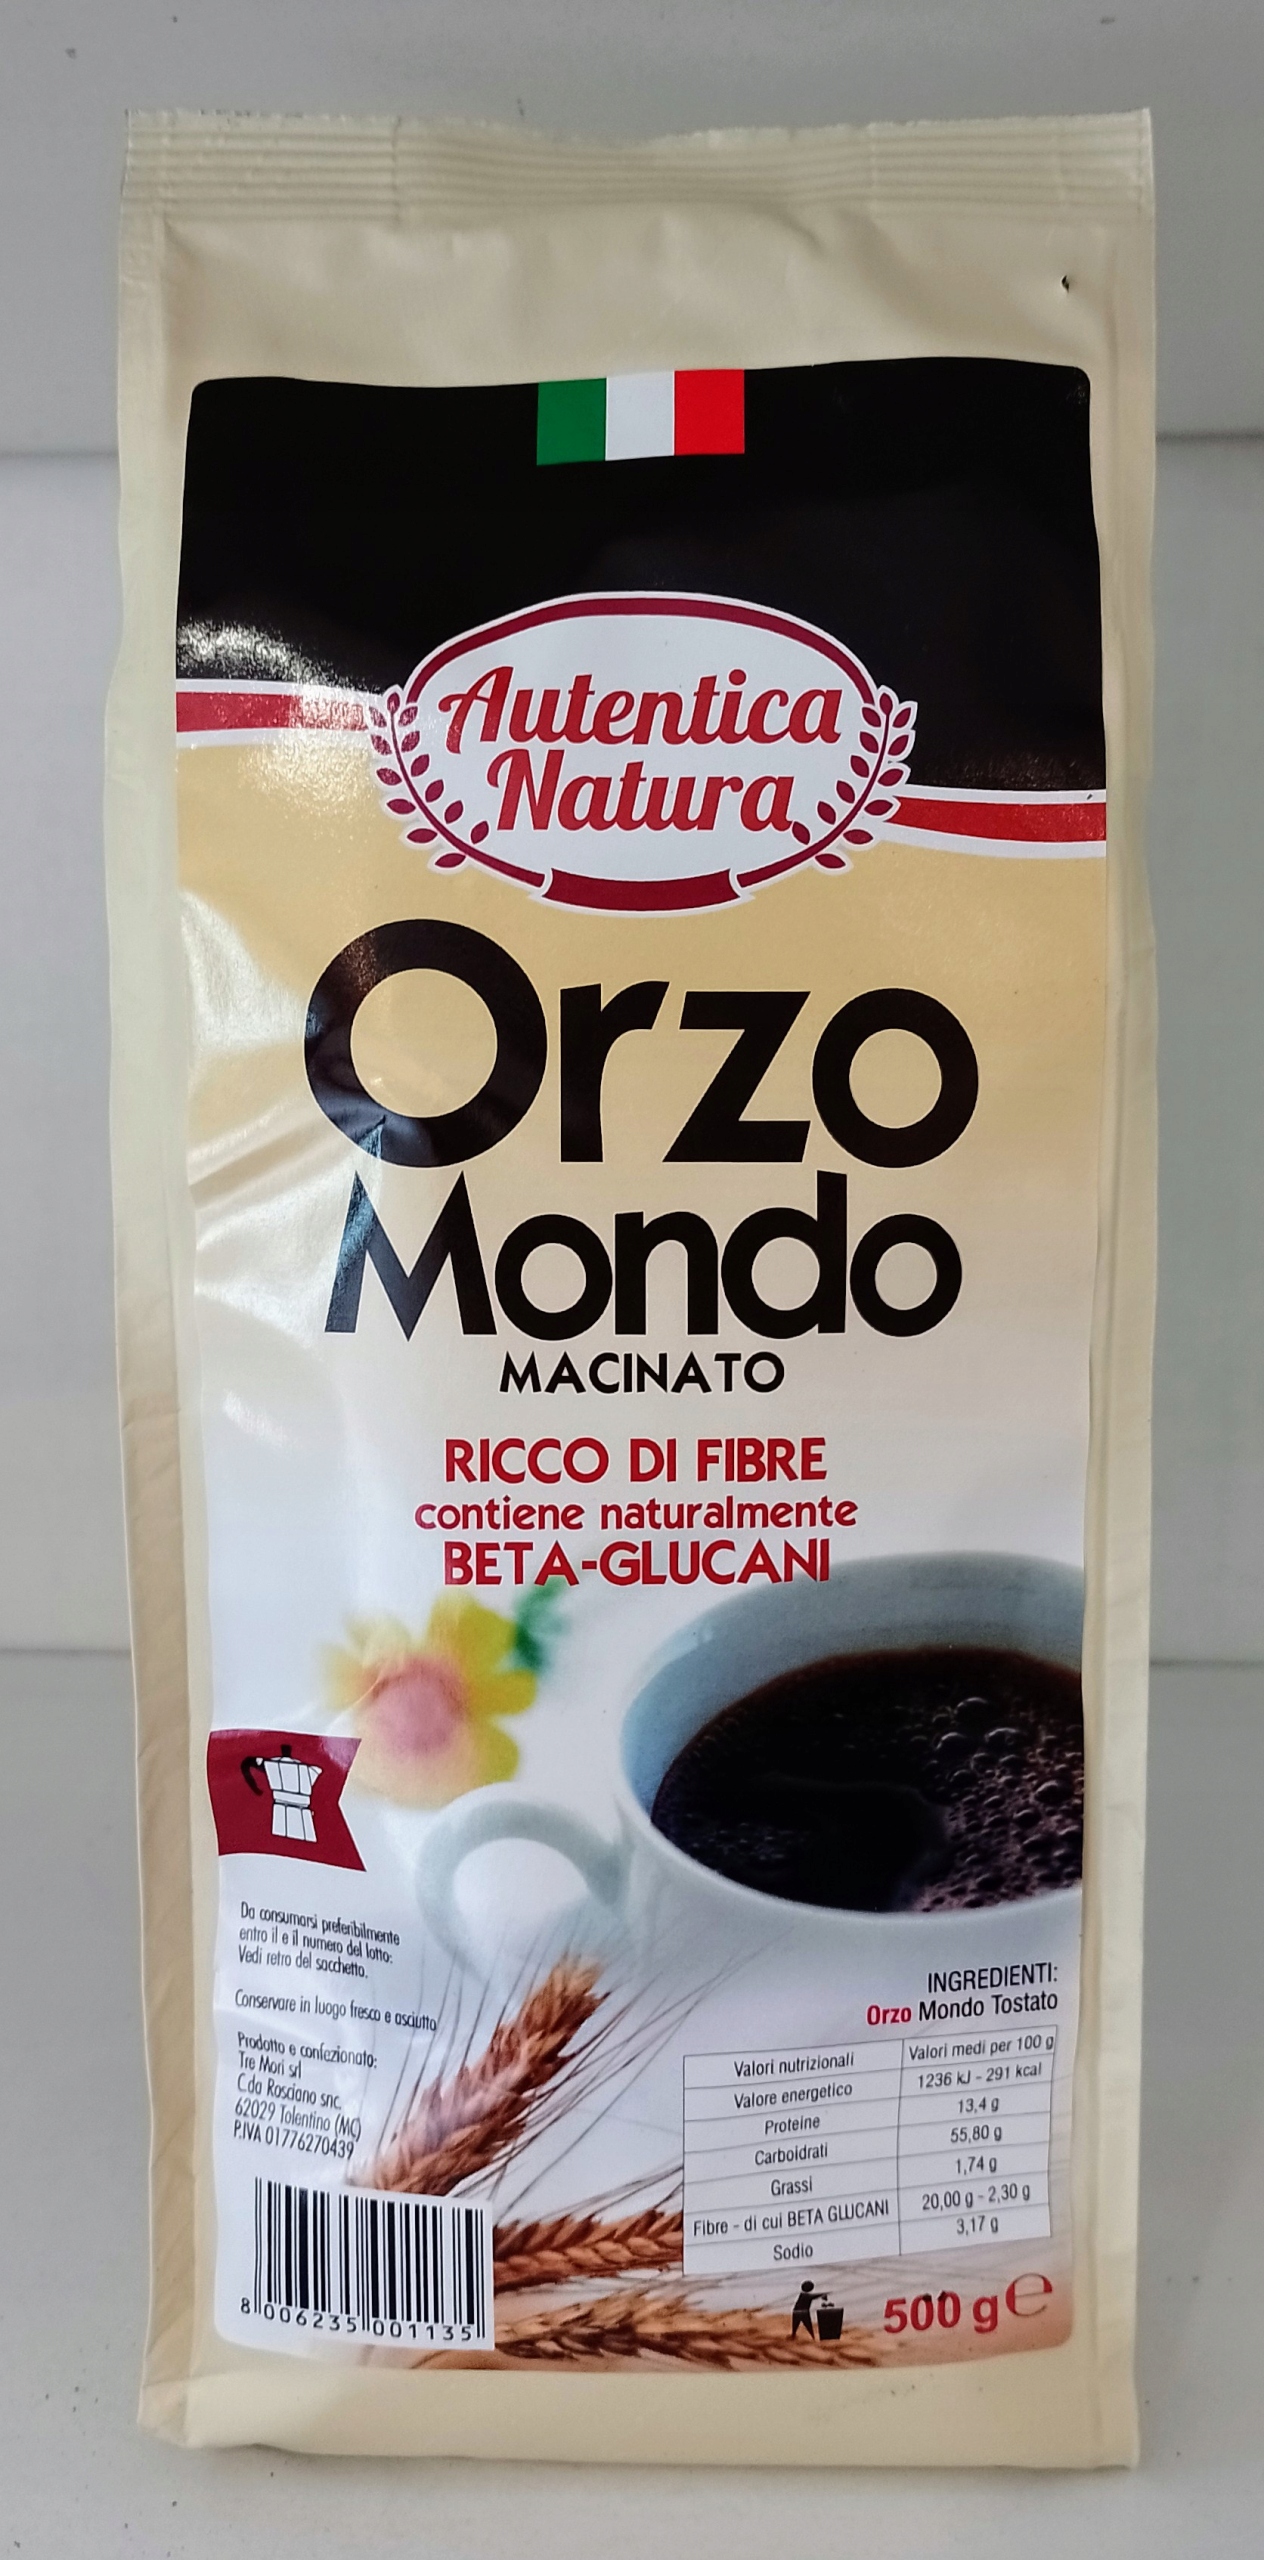 Autentica
Natura
Orzo
Mondo
MACINATO
RICCO DI FIBRE
contiene naturalmente
BETA-GLUCANI
Da consumarsi preferibilmente
entro il e il numero del lotto:
Vedi retro del sacchetto.
Conservare in luogo fresco e asciutto
Prodotto e confezionato:
Tre Mori srl
C.da Rosciano snc.
62029 Tolentino (MC)
P.IVA 01776270439
8 006235 001135
INGREDIENTI:
Orzo Mondo Tostato
Valori nutrizionali Valori medi per 100 g
Valore energetico 1236 kJ - 291 kcal
Proteine 13,4 g
Carboidrati 55,80 g
Grassi 1,74 g
Fibre - di cui BETA GLUCANI 20,00 g - 2,30 g
Sodio 3,17 g
500 g e